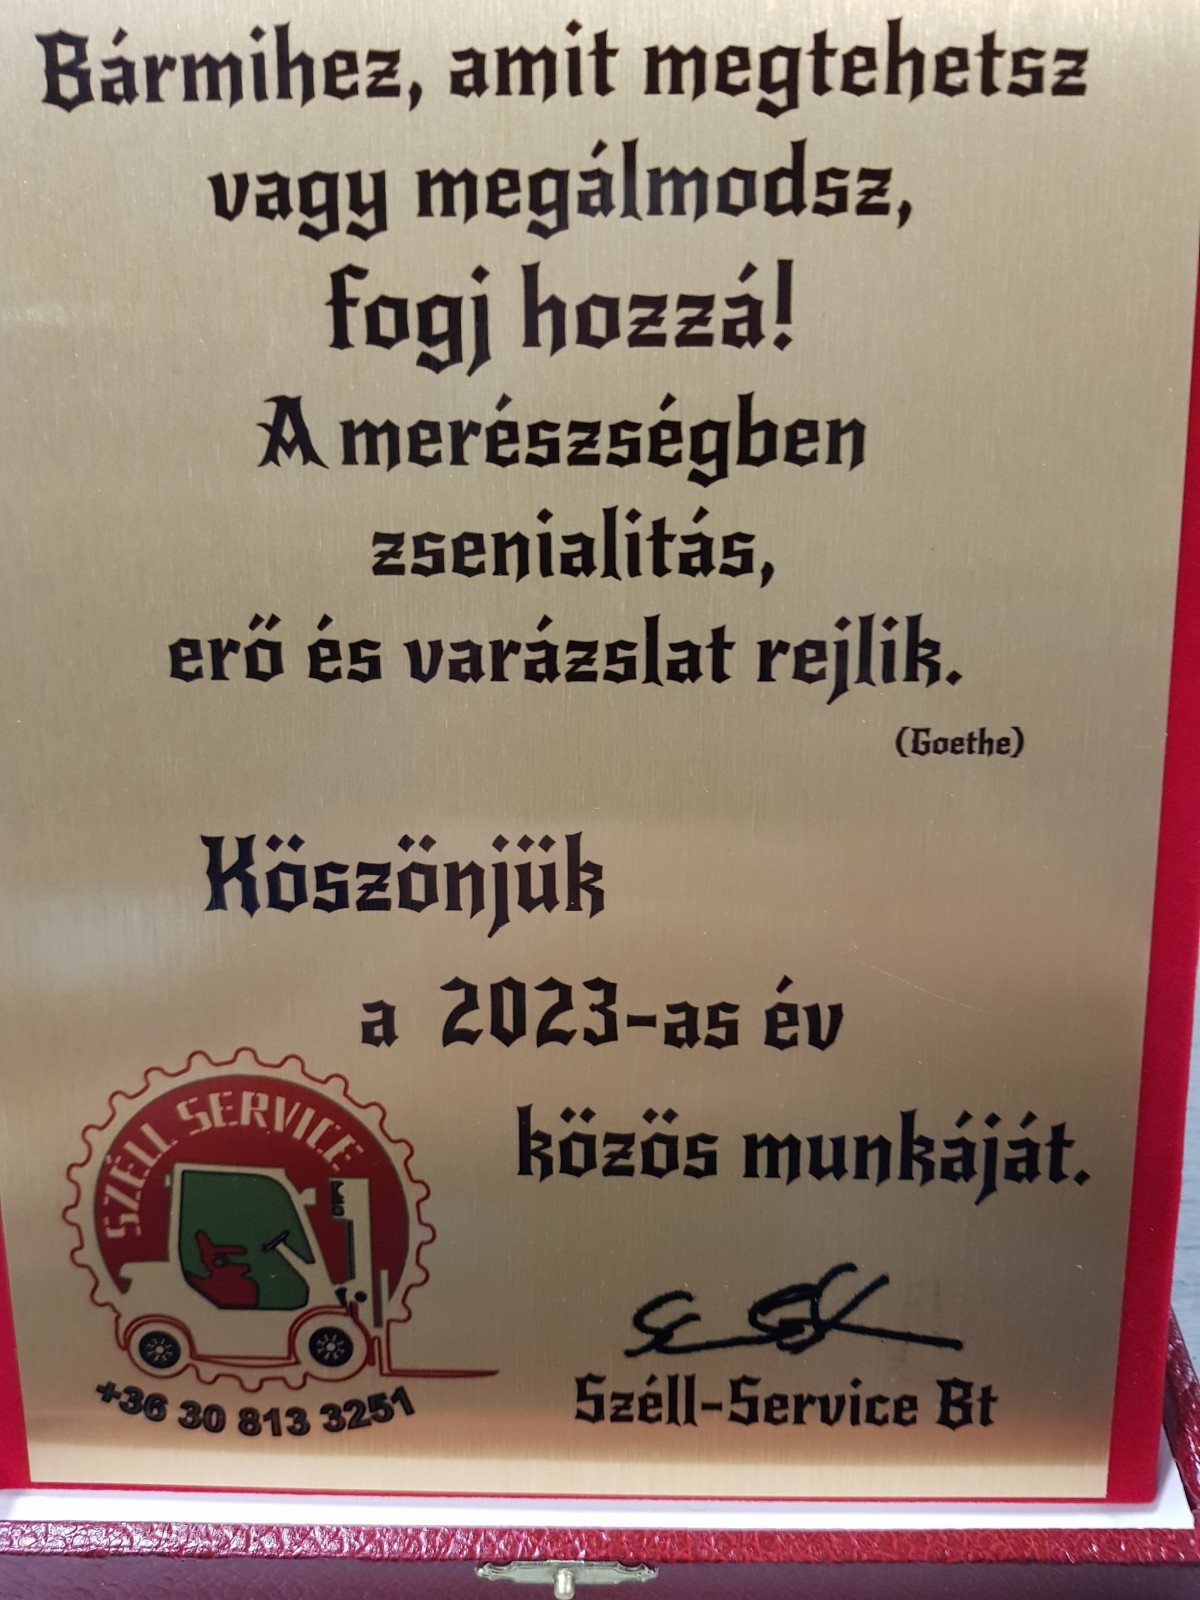 Bármihez, amit megtehetsz
vagy megálmodsz,
fogj hozzá!
A merészségben
zsenialitás,
erő és varázslat rejlik.
(Goethe)
Köszönjük
a 2023-as év
közös munkáját.
SZÉLL SERVICE
+36 30 813 3251
Széll-Service Bt